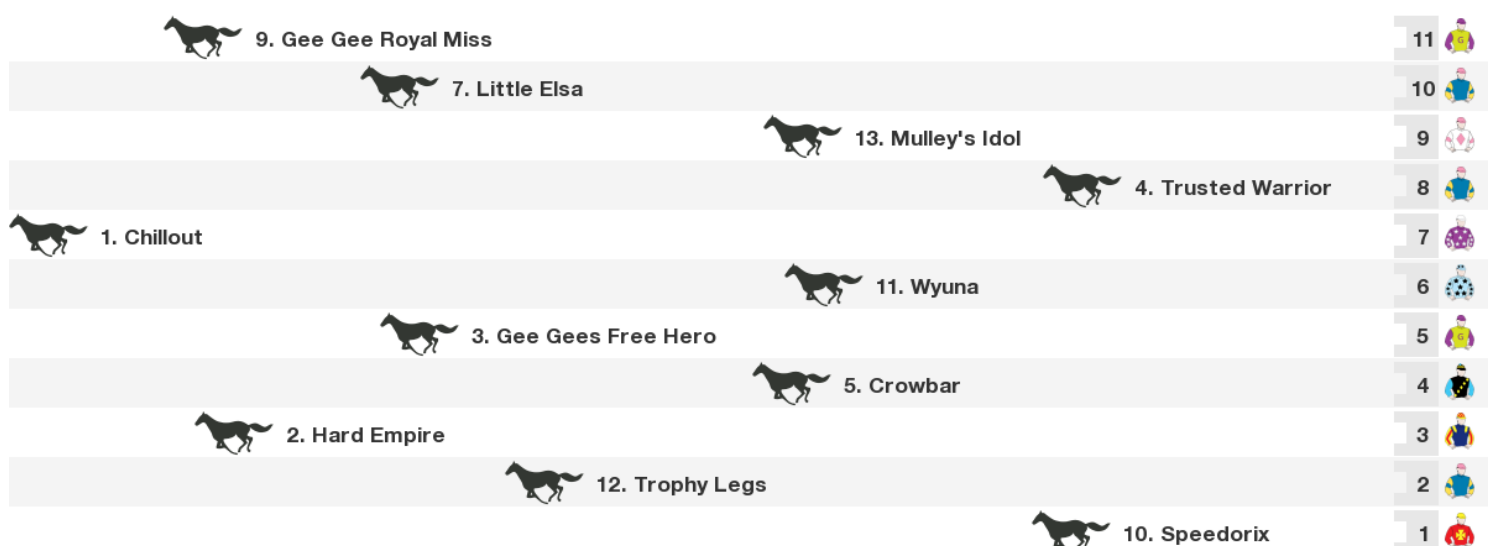 9. Gee Gee Royal Miss 11
7. Little Elsa 10
13. Mulley's Idol 9
4. Trusted Warrior 8
1. Chillout 7
11. Wyuna 6
3. Gee Gees Free Hero 5
5. Crowbar 4
2. Hard Empire 3
12. Trophy Legs 2
10. Speedorix 1